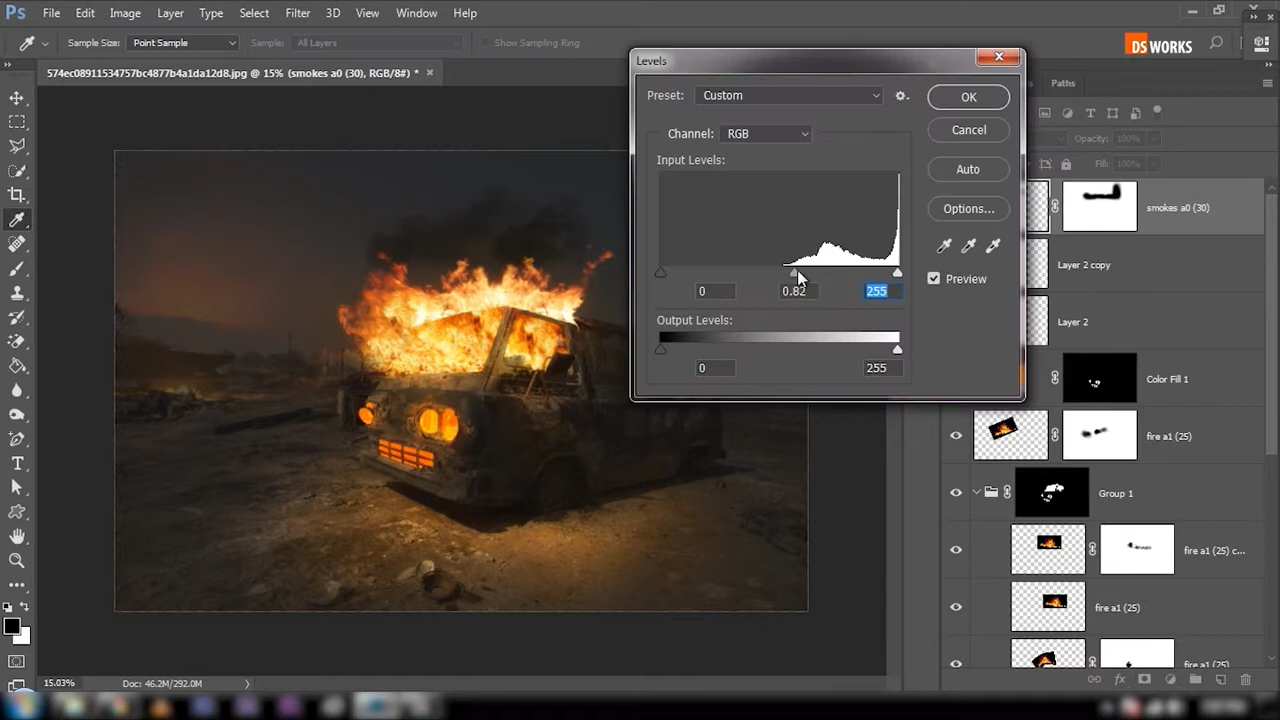 Ps File Edit Image Layer Type Select Filter 3D View Window Help
Sample Size: Point Sample Sample: All Layers Show Sampling Ring
DS WORKS
574ec08911534757bc4877b4a1da12d8.jpg @ 15% (smokes a0 (30), RGB/8#) * ×
Paths
Levels
Preset: Custom
OK
Channel: RGB
Cancel
Opacity: 100%
Input Levels:
Fill: 100%
Auto
Options...
smokes a0 (30)
Layer 2 copy
Preview
0 0.82 255
Output Levels:
Layer 2
0 255
Color Fill 1
fire a1 (25)
Group 1
fire a1 (25) c...
fire a1 (25)
fire a1 (25)
15.03% Doc: 46.2M/292.0M
fx